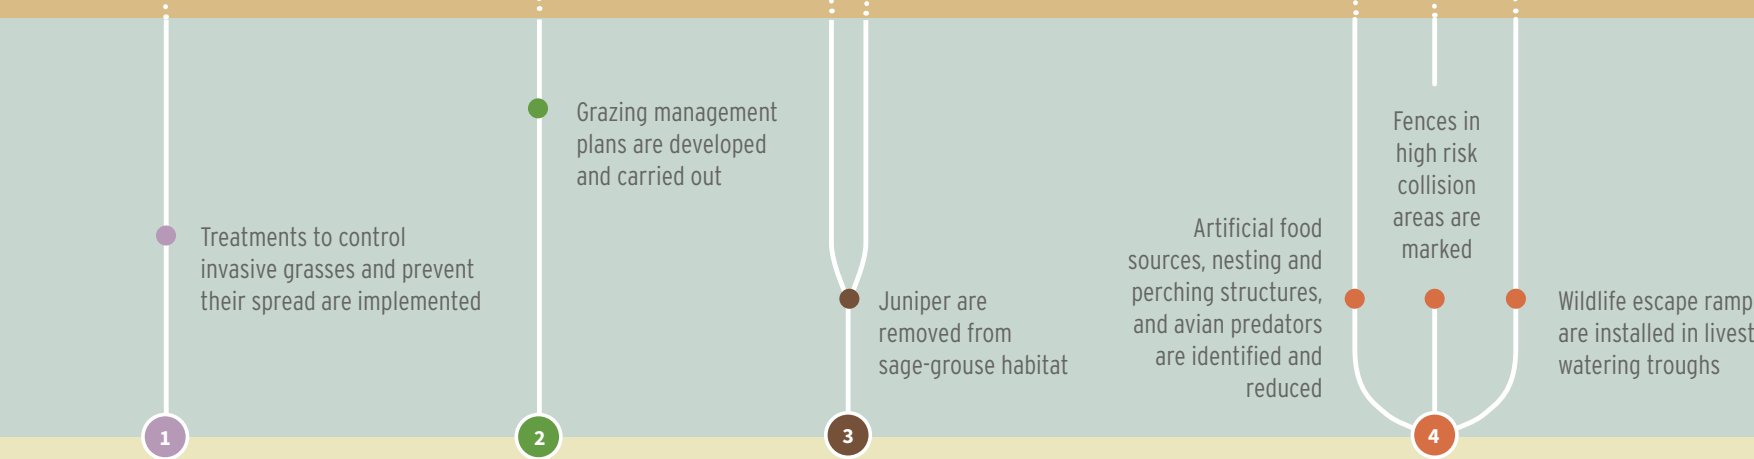 Treatments to control
invasive grasses and prevent
their spread are implemented
Grazing management
plans are developed
and carried out
Juniper are
removed from
sage-grouse habitat
Artificial food
sources, nesting and
perching structures,
and avian predators
are identified and
reduced
Fences in
high risk
collision
areas are
marked
Wildlife escape ramp
are installed in livest
watering troughs
1
2
3
4